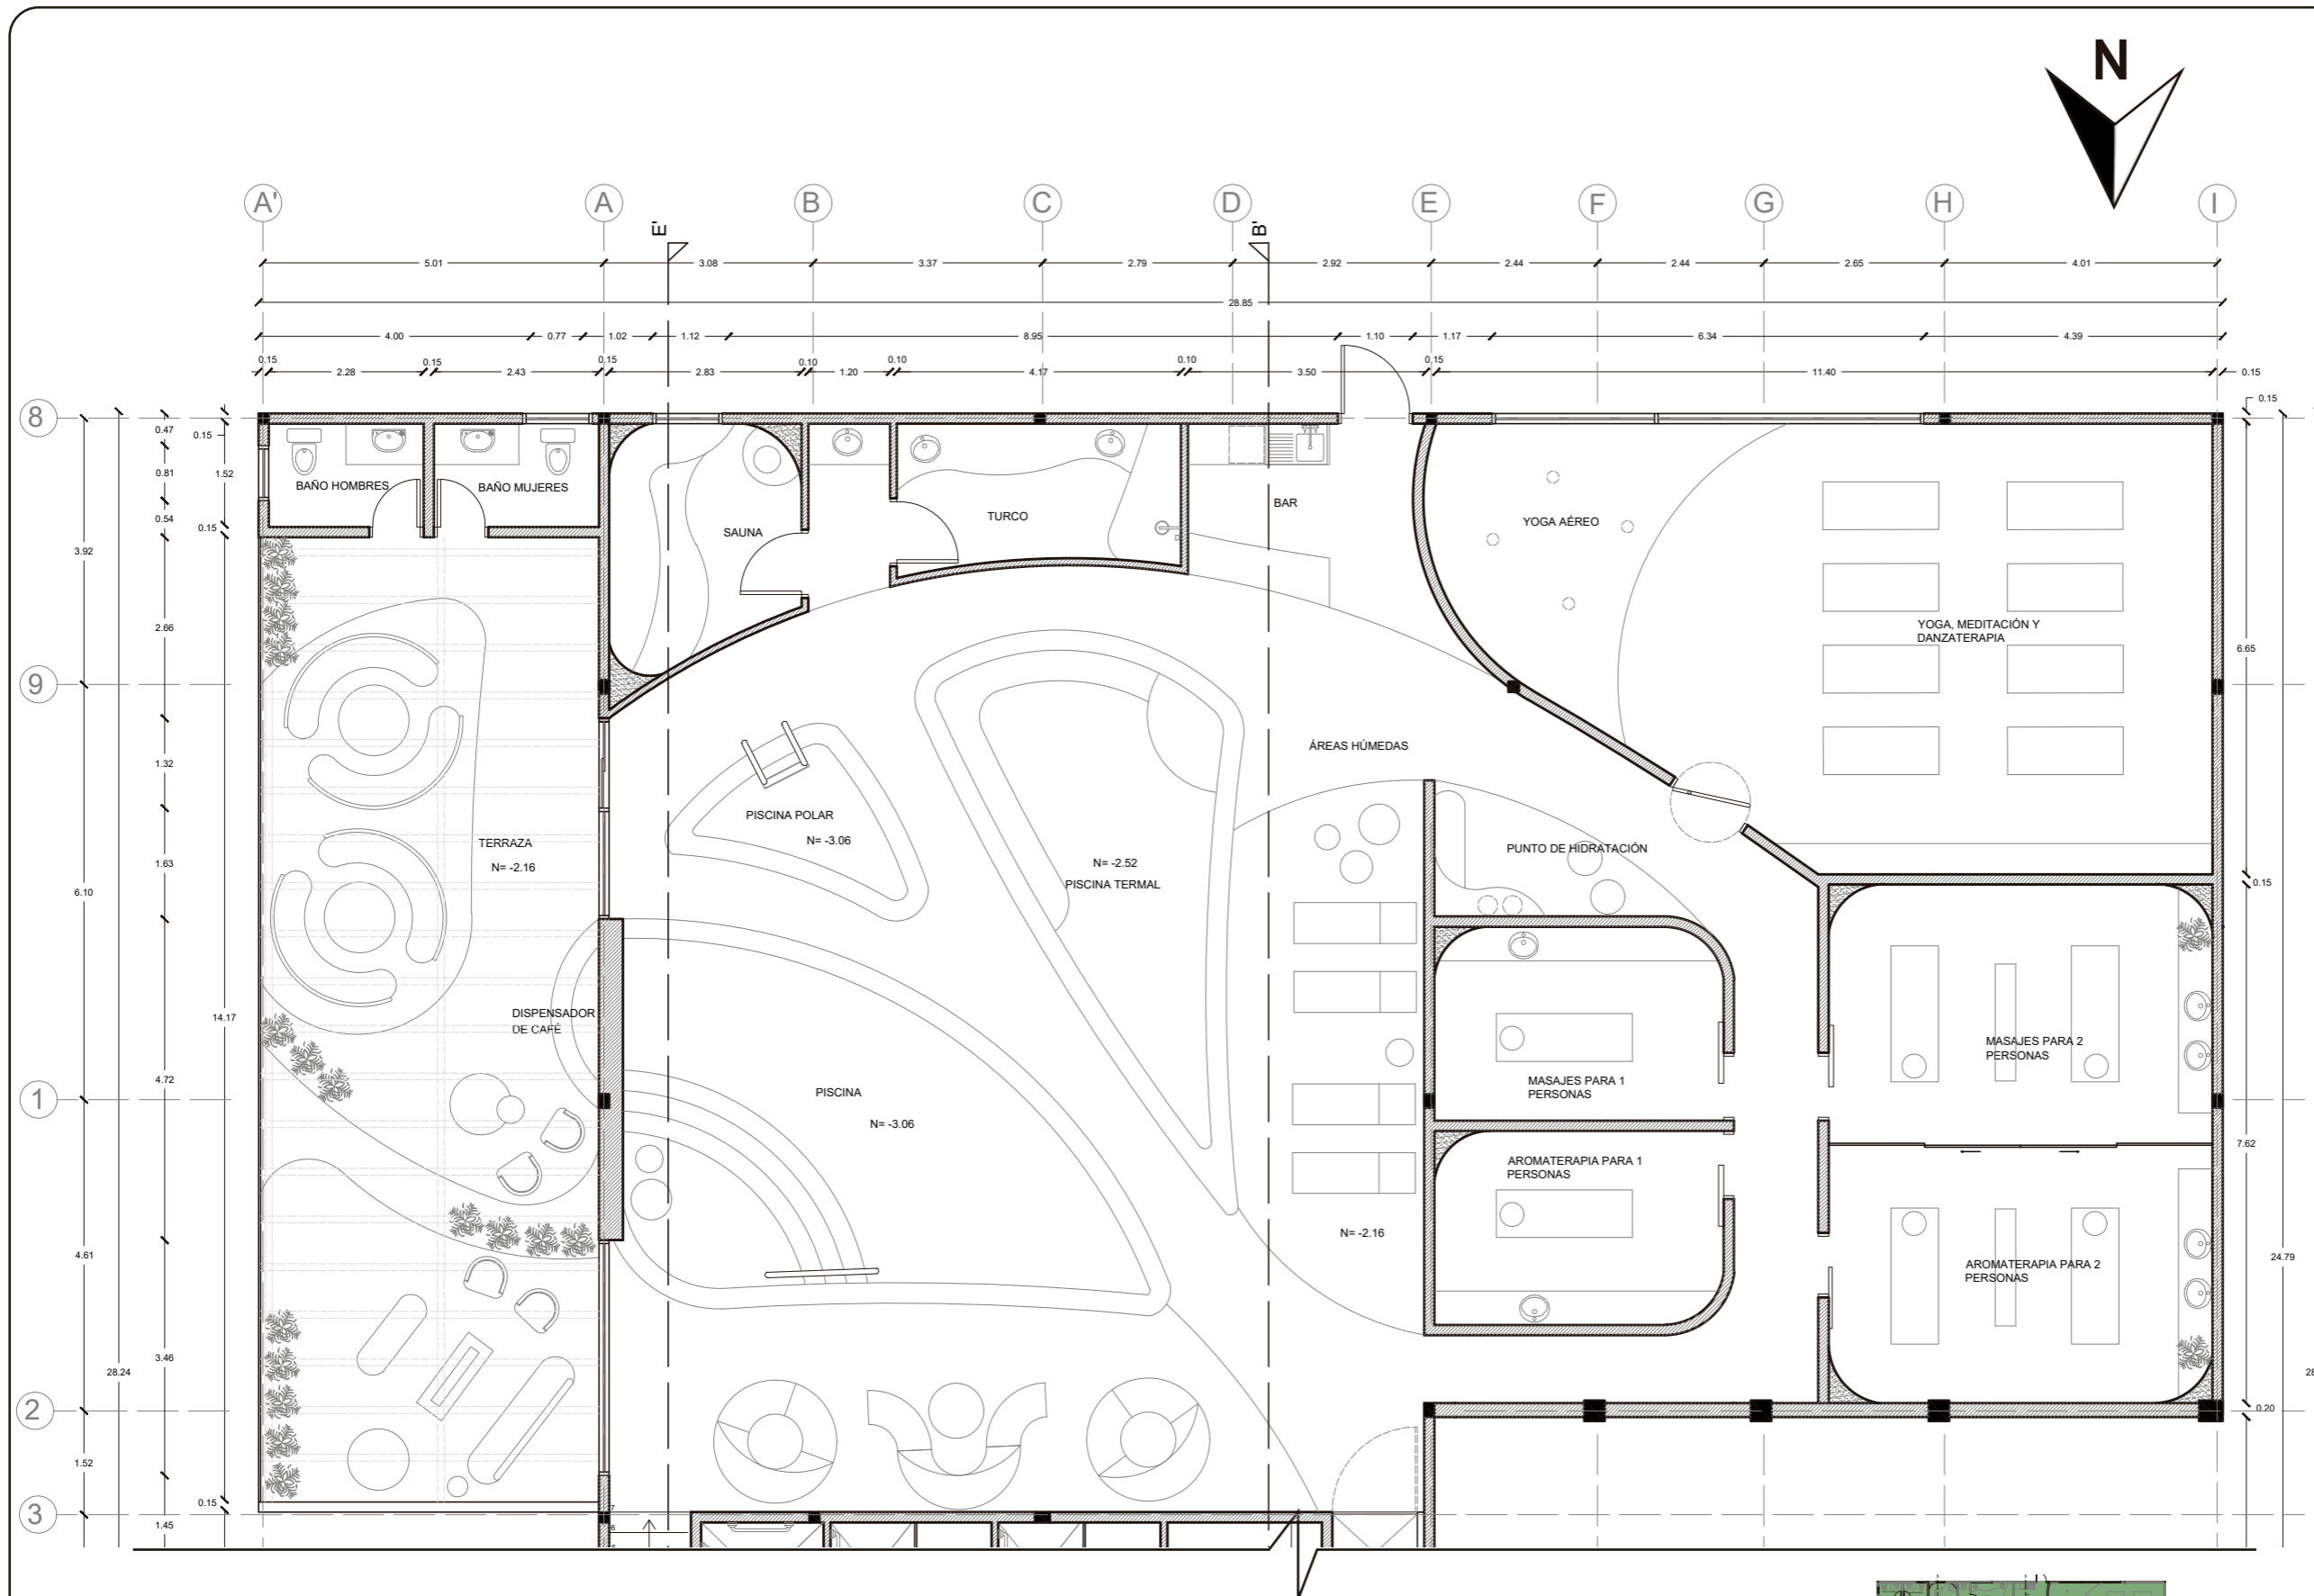 N
A' A B C D E F G H I
E' B'
5.01 3.08 3.37 2.79 2.92 2.44 2.44 2.65 4.01
28.85
4.00 0.77 1.02 1.12 8.95 1.10 1.17 6.34 4.39
0.15 0.15 0.15 0.10 0.10 0.10 0.15
2.28 2.43 2.83 1.20 4.17 3.50 11.40 0.15
8
0.47
0.15
0.15
0.81
1.52
0.54
0.15
3.92
2.66
9
1.32
1.63
6.10
14.17
4.72
1
4.61
3.46
28.24
2
1.52
0.15
3
1.45
BAÑO HOMBRES
BAÑO MUJERES
SAUNA
TURCO
BAR
YOGA AÉREO
YOGA, MEDITACIÓN Y
DANZATERAPIA
6.65
ÁREAS HÚMEDAS
PISCINA POLAR
N= -3.06
TERRAZA
N= -2.16
N= -2.52
PISCINA TERMAL
PUNTO DE HIDRATACIÓN
0.15
DISPENSADOR
DE CAFÉ
MASAJES PARA 2
PERSONAS
MASAJES PARA 1
PERSONAS
PISCINA
N= -3.06
7.62
AROMATERAPIA PARA 1
PERSONAS
N= -2.16
AROMATERAPIA PARA 2
PERSONAS
24.79
28
0.20
7
6